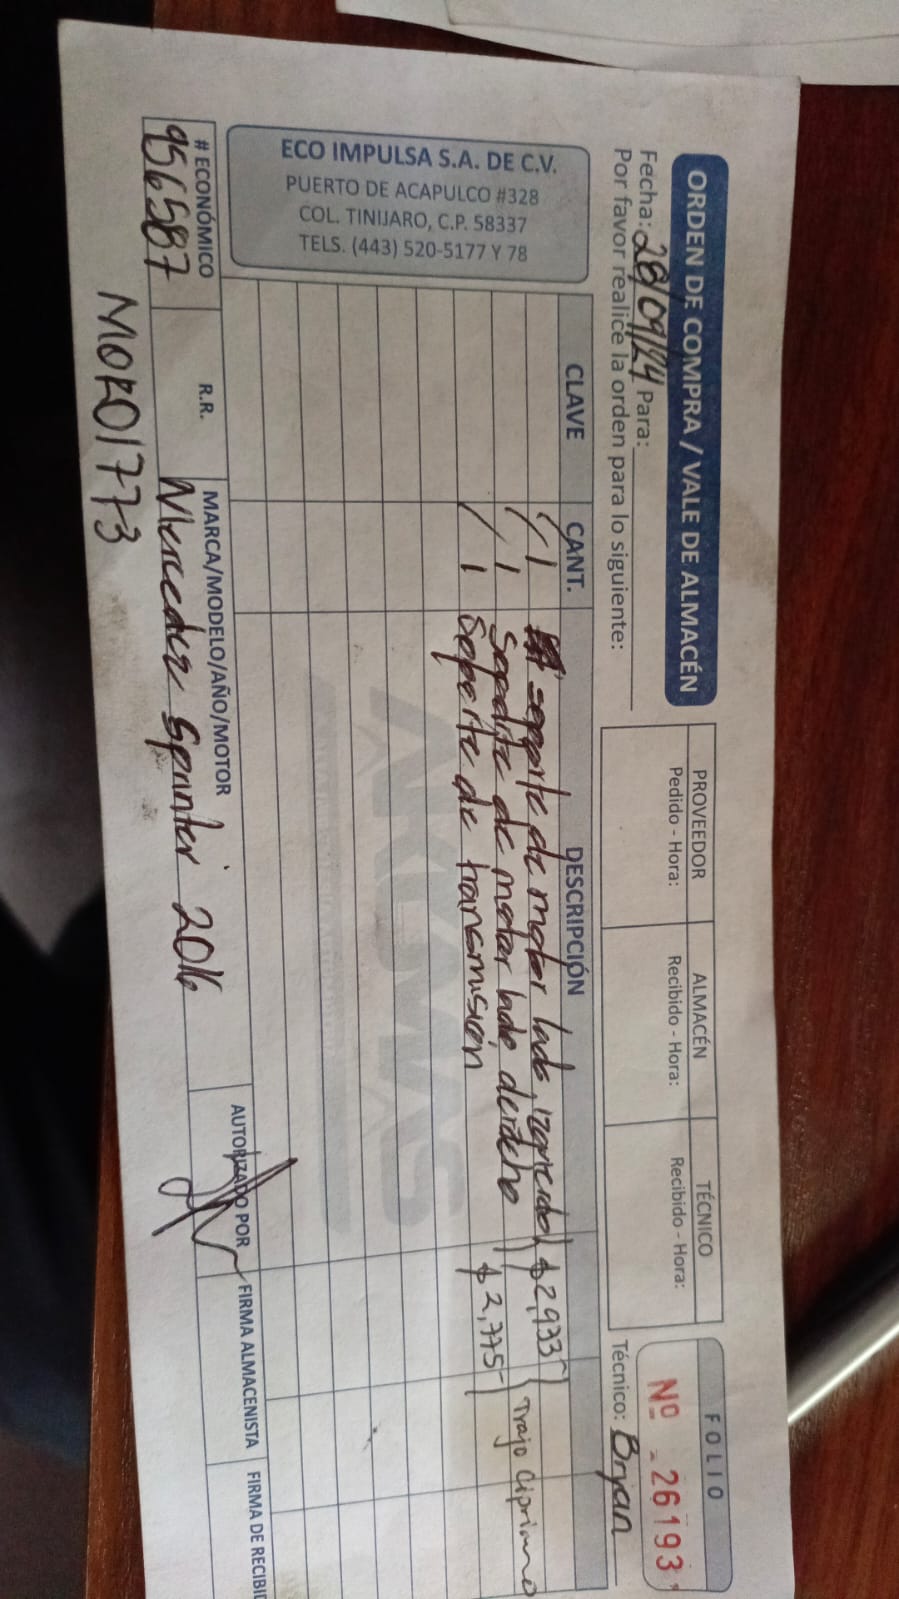 ORDEN DE COMPRA / VALE DE ALMACÉN
Fecha: 28/09/24 Para:
Por favor realice la orden para lo siguiente:
PROVEEDOR
Pedido - Hora:
ALMACÉN
Recibido - Hora:
TÉCNICO
Recibido - Hora:
FOLIO
Nº - 26193
Técnico: Bryan
ECO IMPULSA S.A. DE C.V.
PUERTO DE ACAPULCO #328
COL. TINIJARO, C.P. 58337
TELS. (443) 520-5177 Y 78
CLAVE CANT. DESCRIPCIÓN
1 soporte de motor lado izquierdo $2,933
1 soporte de motor lado derecho Trajo Cipriano
1 Soporte de transmisión $2,775
AKUMAS
# ECONÓMICO R.R. MARCA/MODELO/AÑO/MOTOR AUTORIZADO POR FIRMA ALMACENISTA FIRMA DE RECIBI
956587 Mercedez Sprinter 2016
MOR01773